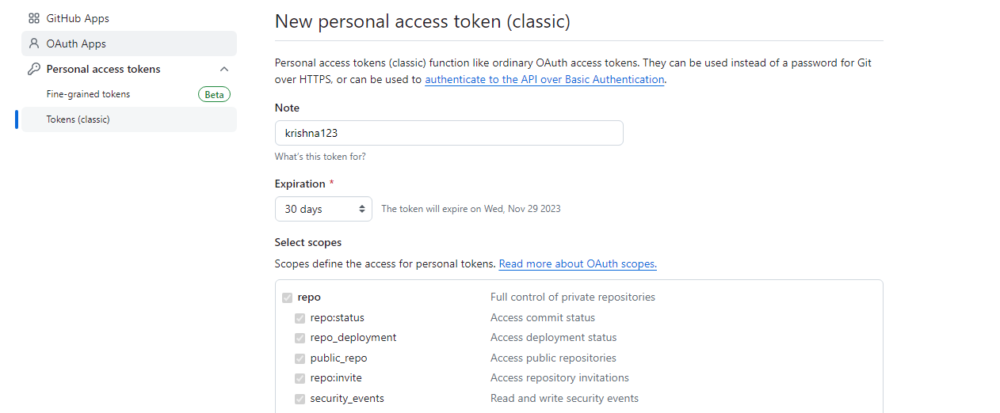 GitHub Apps
OAuth Apps
Personal access tokens
Fine-grained tokens Beta
Tokens (classic)
New personal access token (classic)
Personal access tokens (classic) function like ordinary OAuth access tokens. They can be used instead of a password for Git
over HTTPS, or can be used to authenticate to the API over Basic Authentication.
Note
krishna123
What's this token for?
Expiration *
30 days The token will expire on Wed, Nov 29 2023
Select scopes
Scopes define the access for personal tokens. Read more about OAuth scopes.
repo Full control of private repositories
repo:status Access commit status
repo_deployment Access deployment status
public_repo Access public repositories
repo:invite Access repository invitations
security_events Read and write security events